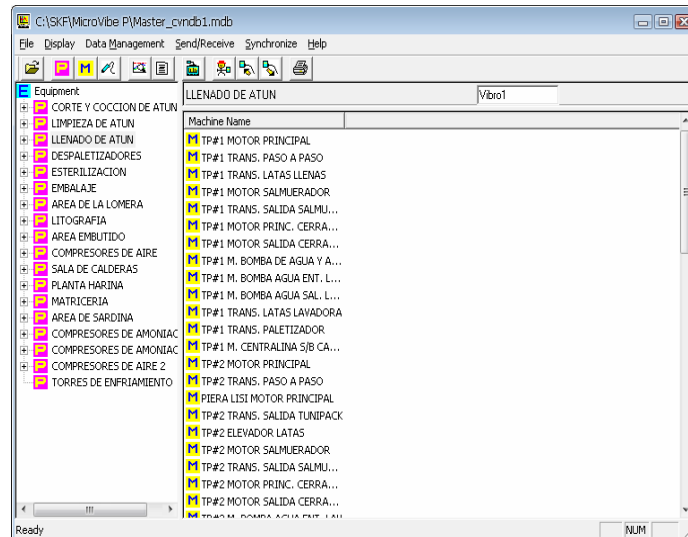 C:\SKF\MicroVibe P\Master_cvndb1.mdb
File Display Data Management Send/Receive Synchronize Help
P M
E Equipment
P CORTE Y COCCION DE ATUN
P LIMPIEZA DE ATUN
P LLENADO DE ATUN
P DESPALETIZADORES
P ESTERILIZACION
P EMBALAJE
P AREA DE LA LOMERA
P LITOGRAFIA
P AREA EMBUTIDO
P COMPRESORES DE AIRE
P SALA DE CALDERAS
P PLANTA HARINA
P MATRICERIA
P AREA DE SARDINA
P COMPRESORES DE AMONIAC
P COMPRESORES DE AMONIAC
P COMPRESORES DE AIRE 2
P TORRES DE ENFRIAMIENTO
LLENADO DE ATUN Vibro1
Machine Name
M TP#1 MOTOR PRINCIPAL
M TP#1 TRANS. PASO A PASO
M TP#1 TRANS. LATAS LLENAS
M TP#1 MOTOR SALMUERADOR
M TP#1 TRANS. SALIDA SALMU...
M TP#1 MOTOR PRINC. CERRA...
M TP#1 MOTOR SALIDA CERRA...
M TP#1 M. BOMBA DE AGUA Y A...
M TP#1 M. BOMBA AGUA ENT. L...
M TP#1 M. BOMBA AGUA SAL. L...
M TP#1 TRANS. LATAS LAVADORA
M TP#1 TRANS. PALETIZADOR
M TP#1 M. CENTRALINA S/B CA...
M TP#2 MOTOR PRINCIPAL
M TP#2 TRANS. PASO A PASO
M PIERA LISI MOTOR PRINCIPAL
M TP#2 TRANS. SALIDA TUNIPACK
M TP#2 ELEVADOR LATAS
M TP#2 MOTOR SALMUERADOR
M TP#2 TRANS. SALIDA SALMU...
M TP#2 MOTOR PRINC. CERRA...
M TP#2 MOTOR SALIDA CERRA...
M TP#2 M. BOMBA AGUA ENT. LAV
Ready NUM